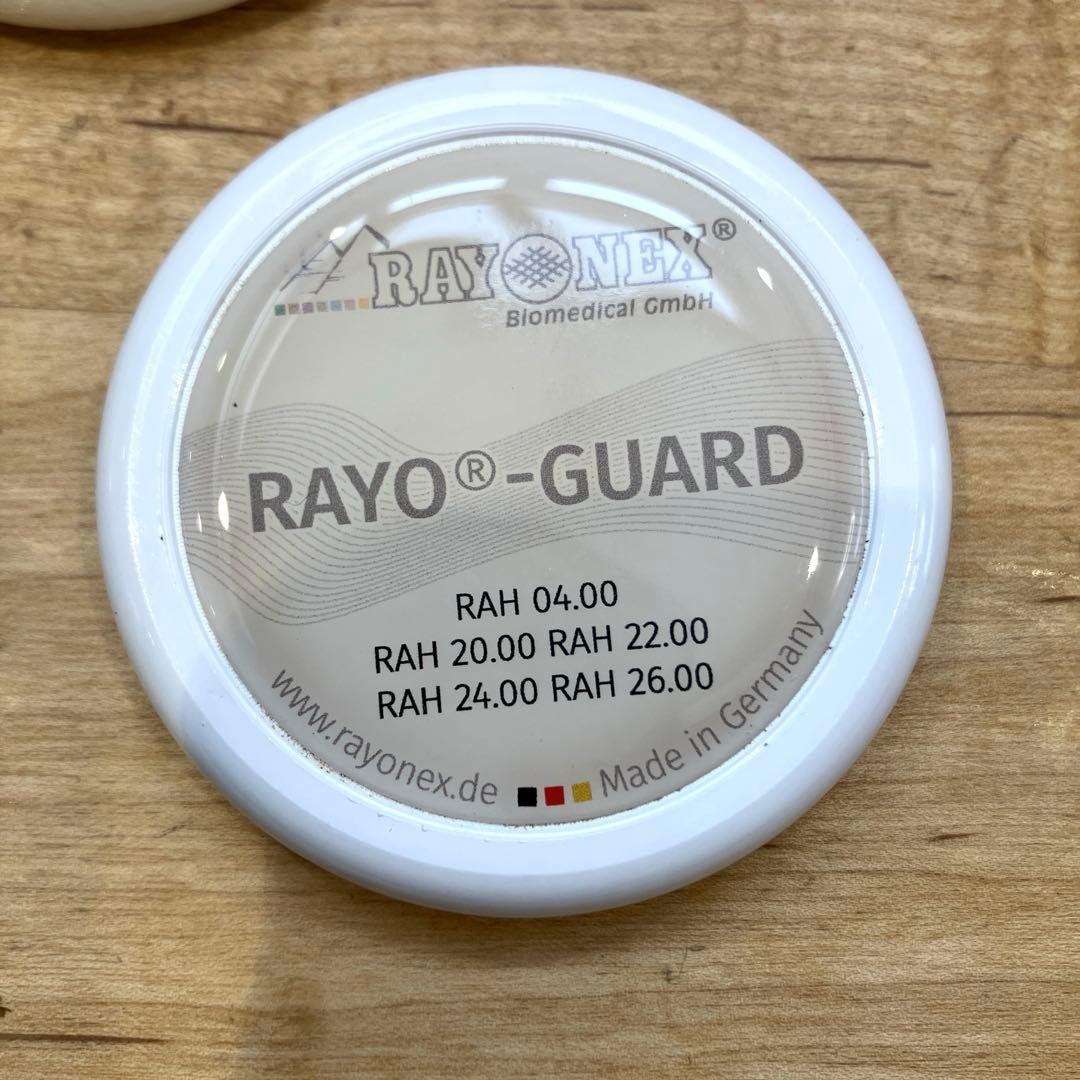 RAYONEX®
Biomedical GmbH
RAYO®-GUARD
RAH 04.00
RAH 20.00 RAH 22.00
RAH 24.00 RAH 26.00
www.rayonex.de
Made in Germany